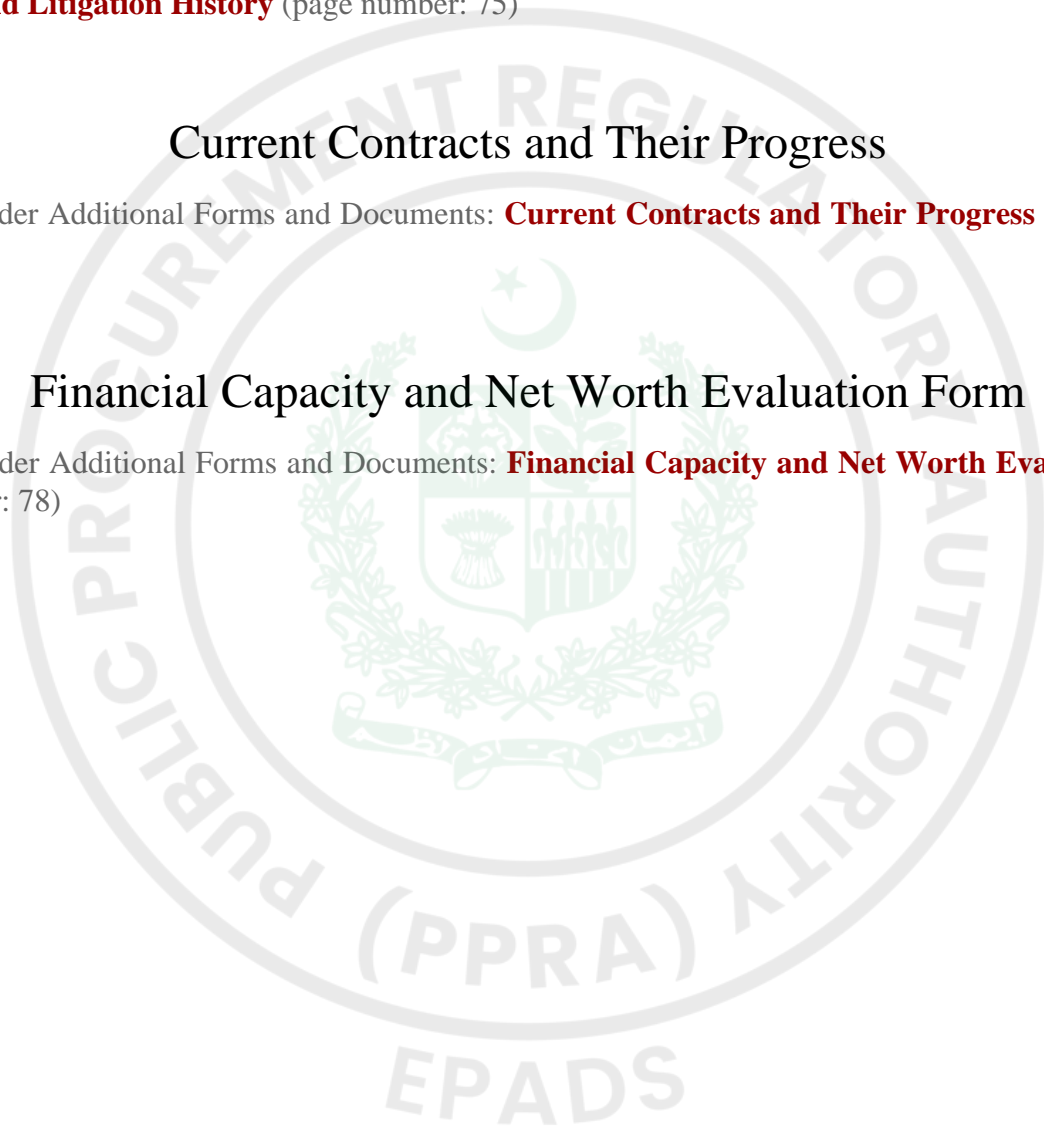 d Litigation History (page number: 75)
Current Contracts and Their Progress
der Additional Forms and Documents: Current Contracts and Their Progress
Financial Capacity and Net Worth Evaluation Form
der Additional Forms and Documents: Financial Capacity and Net Worth Eva
: 78)
PUBLIC PROCUREMENT REGULATORY AUTHORITY
(PPRA)
EPADS